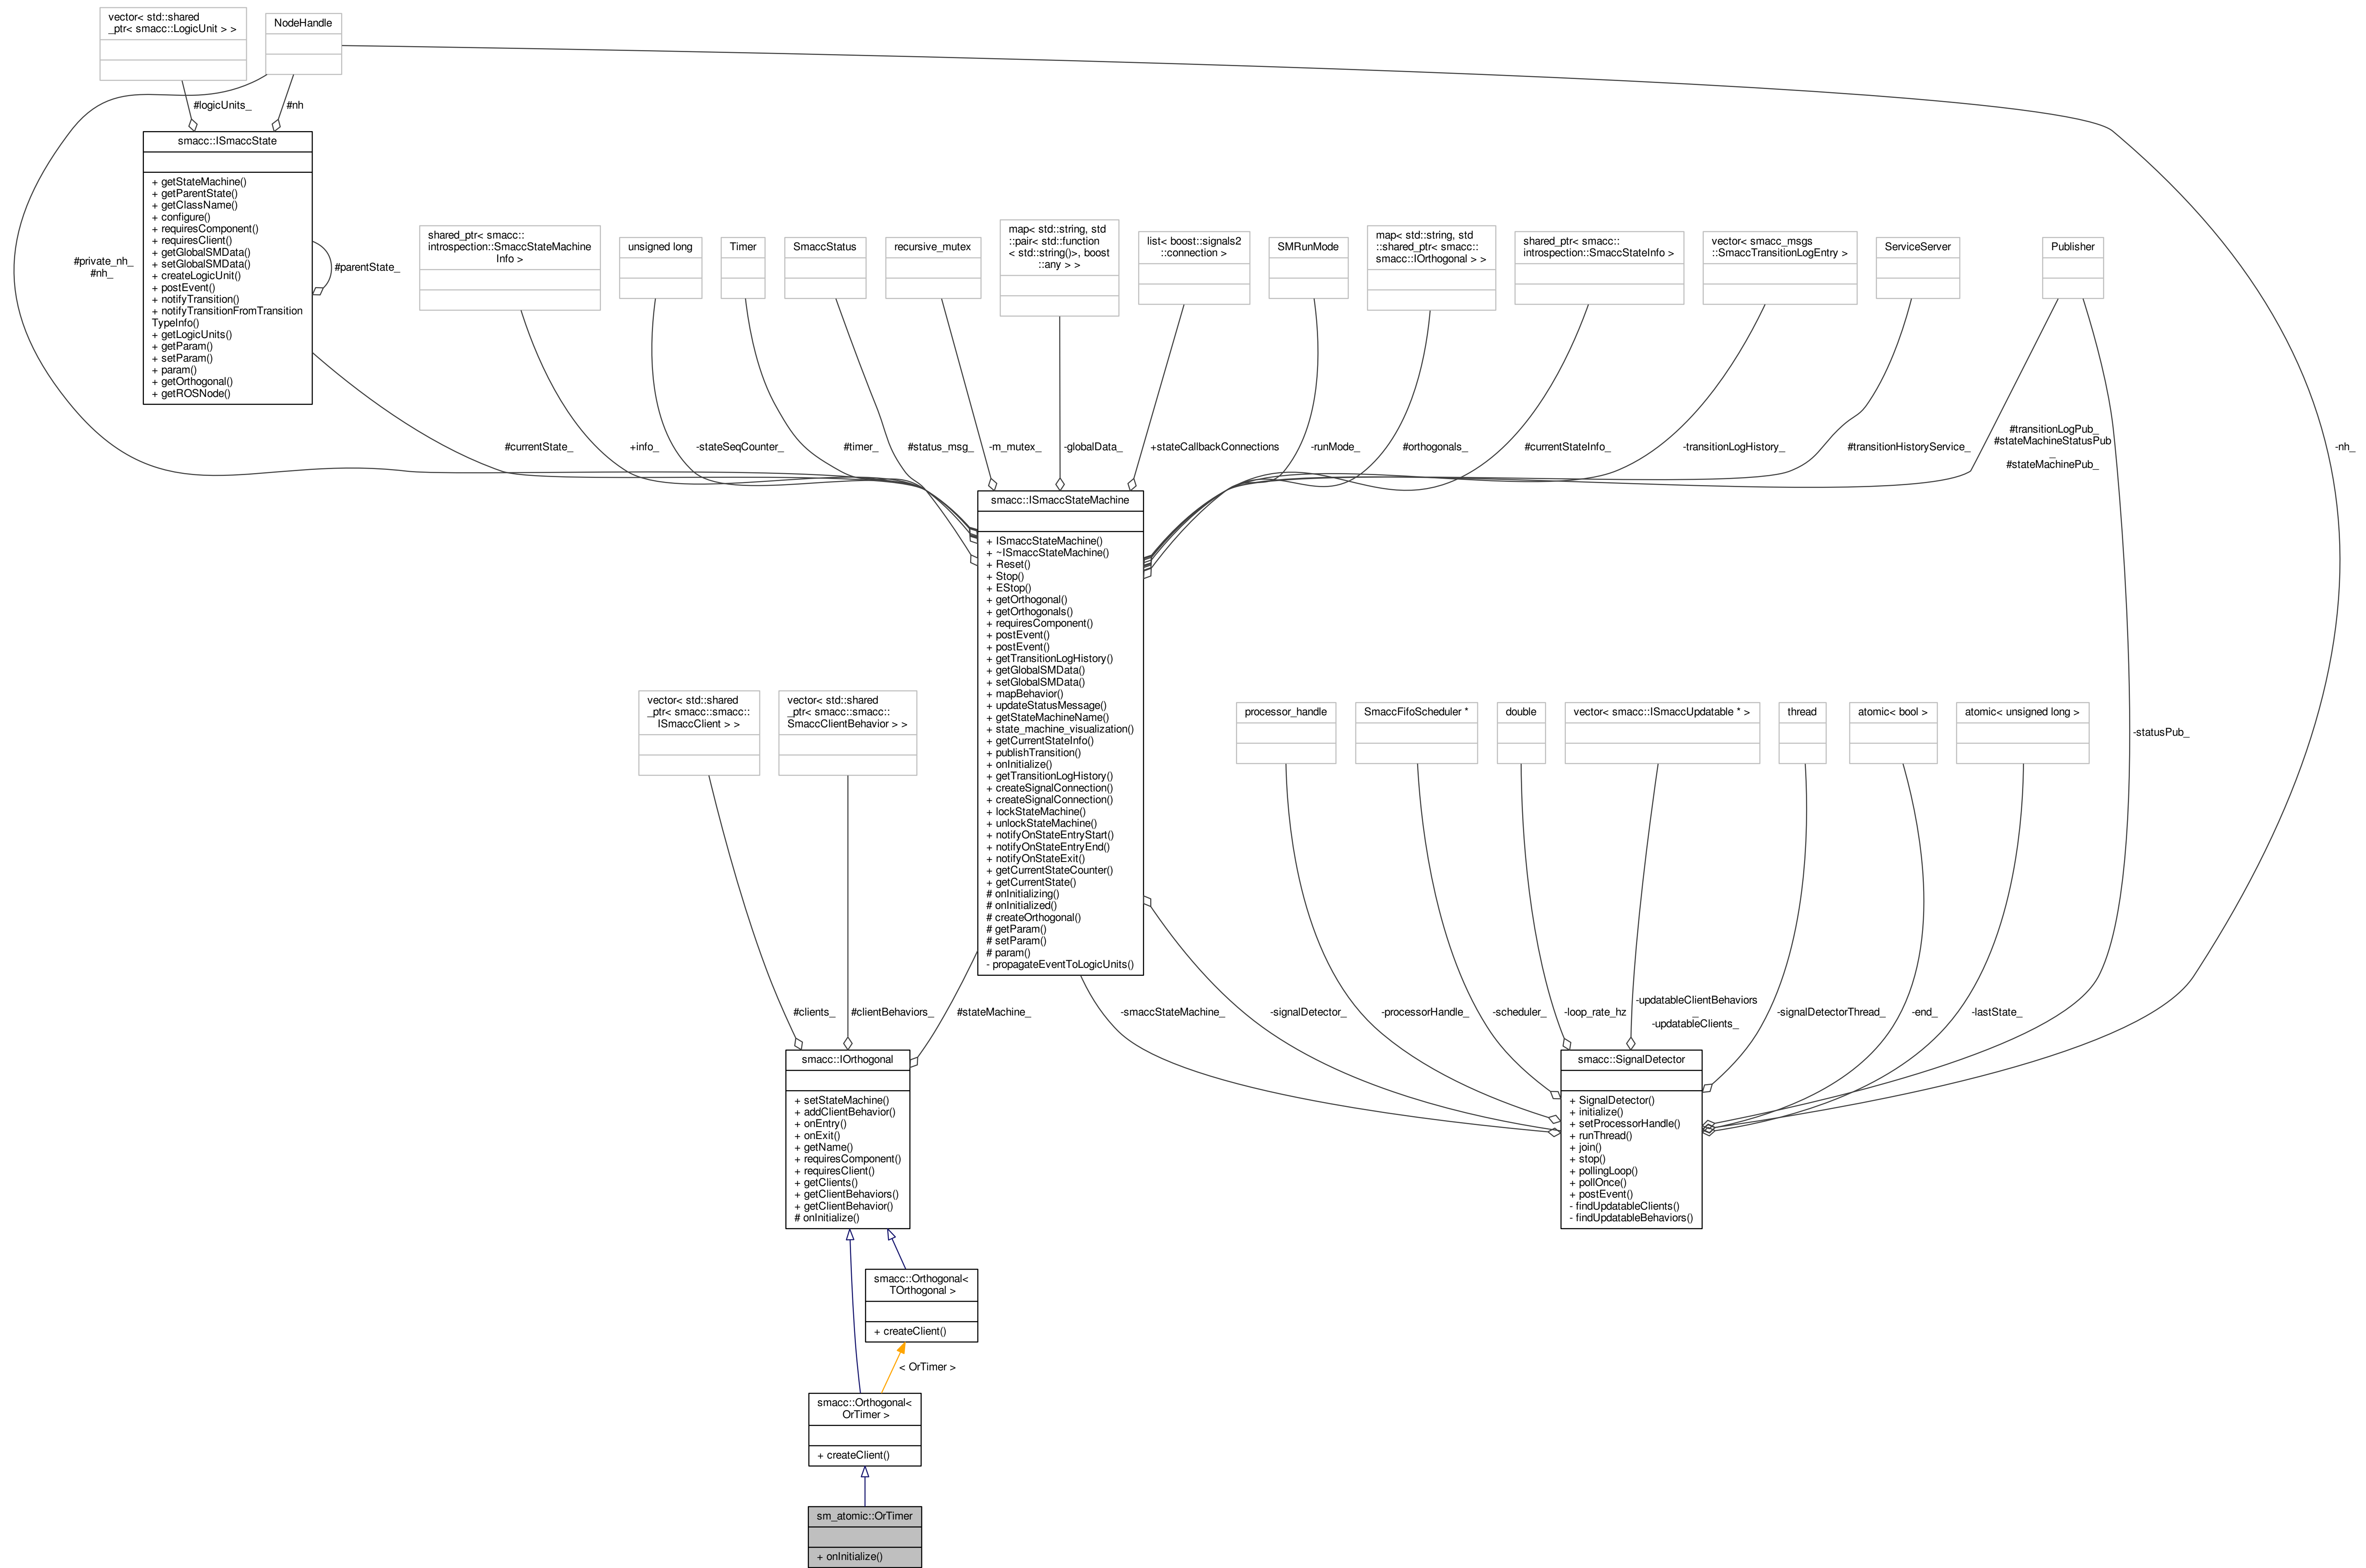 vector< std::shared
_ptr< smacc::LogicUnit > >
NodeHandle
#logicUnits_
#nh
smacc::ISmaccState
+ getStateMachine()
+ getParentState()
+ getClassName()
+ configure()
+ requiresComponent()
+ requiresClient()
+ getGlobalSMData()
+ setGlobalSMData()
+ createLogicUnit()
+ postEvent()
+ notifyTransition()
+ notifyTransitionFromTransition
TypeInfo()
+ getLogicUnits()
+ getParam()
+ setParam()
+ param()
+ getOrthogonal()
+ getROSNode()
#private_nh_
#nh_
#parentState_
shared_ptr< smacc::
introspection::SmaccStateMachine
Info >
unsigned long
Timer
SmaccStatus
recursive_mutex
map< std::string, std
::pair< std::function
< std::string()>, boost
::any > >
list< boost::signals2
::connection >
SMRunMode
map< std::string, std
::shared_ptr< smacc::
smacc::IOrthogonal > >
shared_ptr< smacc::
introspection::SmaccStateInfo >
vector< smacc_msgs
::SmaccTransitionLogEntry >
ServiceServer
Publisher
#currentState_
+info_
-stateSeqCounter_
#timer_
#status_msg_
-m_mutex_
-globalData_
+stateCallbackConnections
-runMode_
#orthogonals_
#currentStateInfo_
-transitionLogHistory_
#transitionHistoryService_
#transitionLogPub_
#stateMachineStatusPub
_
#stateMachinePub_
-nh_
smacc::ISmaccStateMachine
+ ISmaccStateMachine()
+ ~ISmaccStateMachine()
+ Reset()
+ Stop()
+ EStop()
+ getOrthogonal()
+ getOrthogonals()
+ requiresComponent()
+ postEvent()
+ postEvent()
+ getTransitionLogHistory()
+ getGlobalSMData()
+ setGlobalSMData()
+ mapBehavior()
+ updateStatusMessage()
+ getStateMachineName()
+ state_machine_visualization()
+ getCurrentStateInfo()
+ publishTransition()
+ onInitialize()
+ getTransitionLogHistory()
+ createSignalConnection()
+ createSignalConnection()
+ lockStateMachine()
+ unlockStateMachine()
+ notifyOnStateEntryStart()
+ notifyOnStateEntryEnd()
+ notifyOnStateExit()
+ getCurrentStateCounter()
+ getCurrentState()
# onInitializing()
# onInitialized()
# createOrthogonal()
# getParam()
# setParam()
# param()
- propagateEventToLogicUnits()
vector< std::shared
_ptr< smacc::smacc::
ISmaccClient > >
vector< std::shared
_ptr< smacc::smacc::
SmaccClientBehavior > >
processor_handle
SmaccFifoScheduler *
double
vector< smacc::ISmaccUpdatable * >
thread
atomic< bool >
atomic< unsigned long >
-statusPub_
#clients_
#clientBehaviors_
#stateMachine_
-smaccStateMachine_
-signalDetector_
-processorHandle_
-scheduler_
-loop_rate_hz
-updatableClientBehaviors
_
-updatableClients_
-signalDetectorThread_
-end_
-lastState_
smacc::IOrthogonal
+ setStateMachine()
+ addClientBehavior()
+ onEntry()
+ onExit()
+ getName()
+ requiresComponent()
+ requiresClient()
+ getClients()
+ getClientBehaviors()
+ getClientBehavior()
# onInitialize()
smacc::SignalDetector
+ SignalDetector()
+ initialize()
+ setProcessorHandle()
+ runThread()
+ join()
+ stop()
+ pollingLoop()
+ pollOnce()
+ postEvent()
- findUpdatableClients()
- findUpdatableBehaviors()
smacc::Orthogonal<
TOrthogonal >
+ createClient()
< OrTimer >
smacc::Orthogonal<
OrTimer >
+ createClient()
sm_atomic::OrTimer
+ onInitialize()